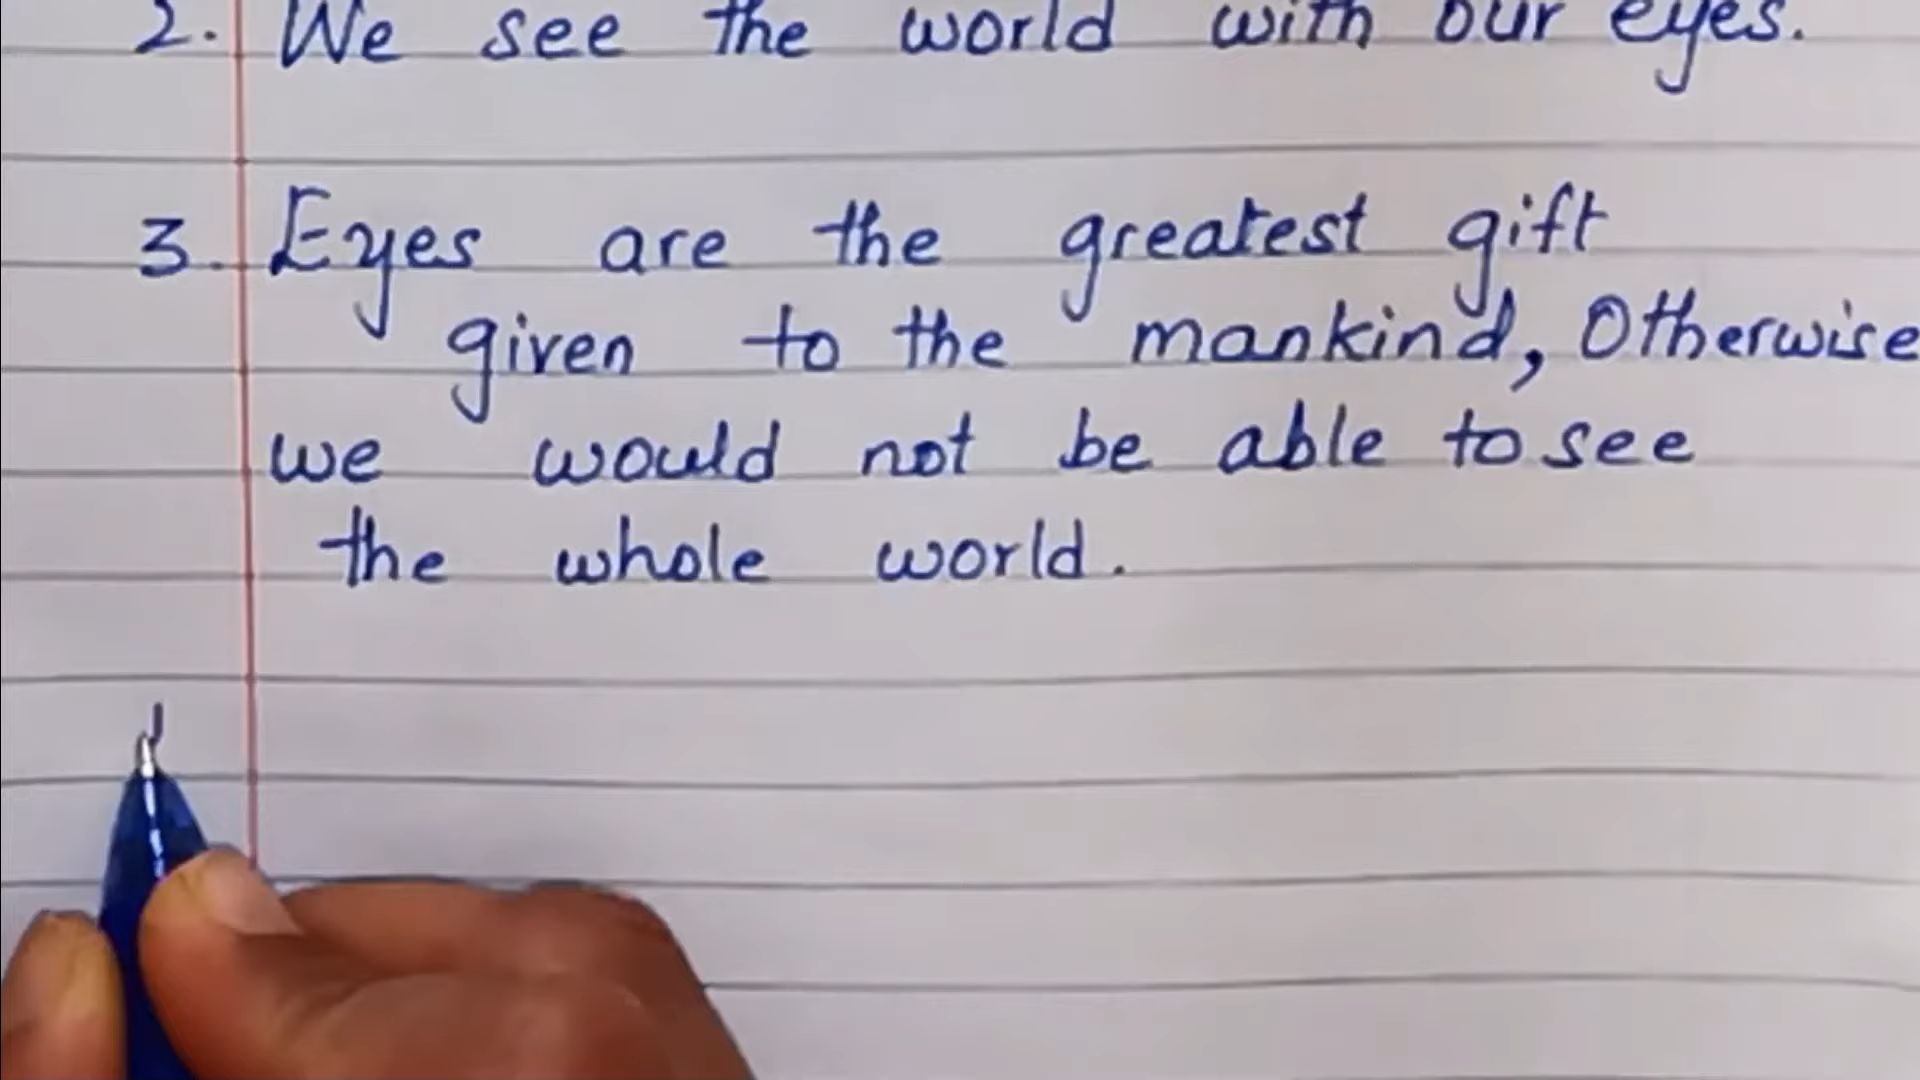 2. We see the world with our eyes.
3. Eyes are the greatest gift
given to the mankind, Otherwise
we would not be able to see
the whole world.